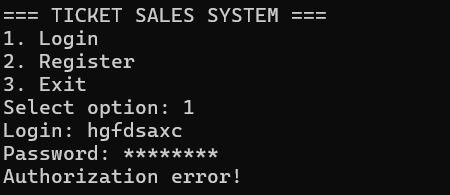 === TICKET SALES SYSTEM ===
1. Login
2. Register
3. Exit
Select option: 1
Login: hgfdsaxc
Password: ********
Authorization error!